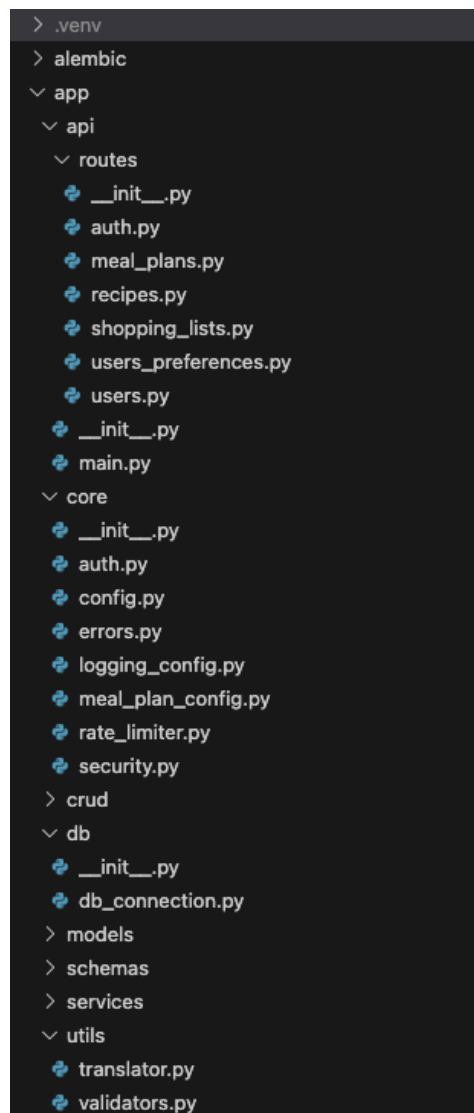 .venv
alembic
app
api
routes
__init__.py
auth.py
meal_plans.py
recipes.py
shopping_lists.py
users_preferences.py
users.py
__init__.py
main.py
core
__init__.py
auth.py
config.py
errors.py
logging_config.py
meal_plan_config.py
rate_limiter.py
security.py
crud
db
__init__.py
db_connection.py
models
schemas
services
utils
translator.py
validators.py